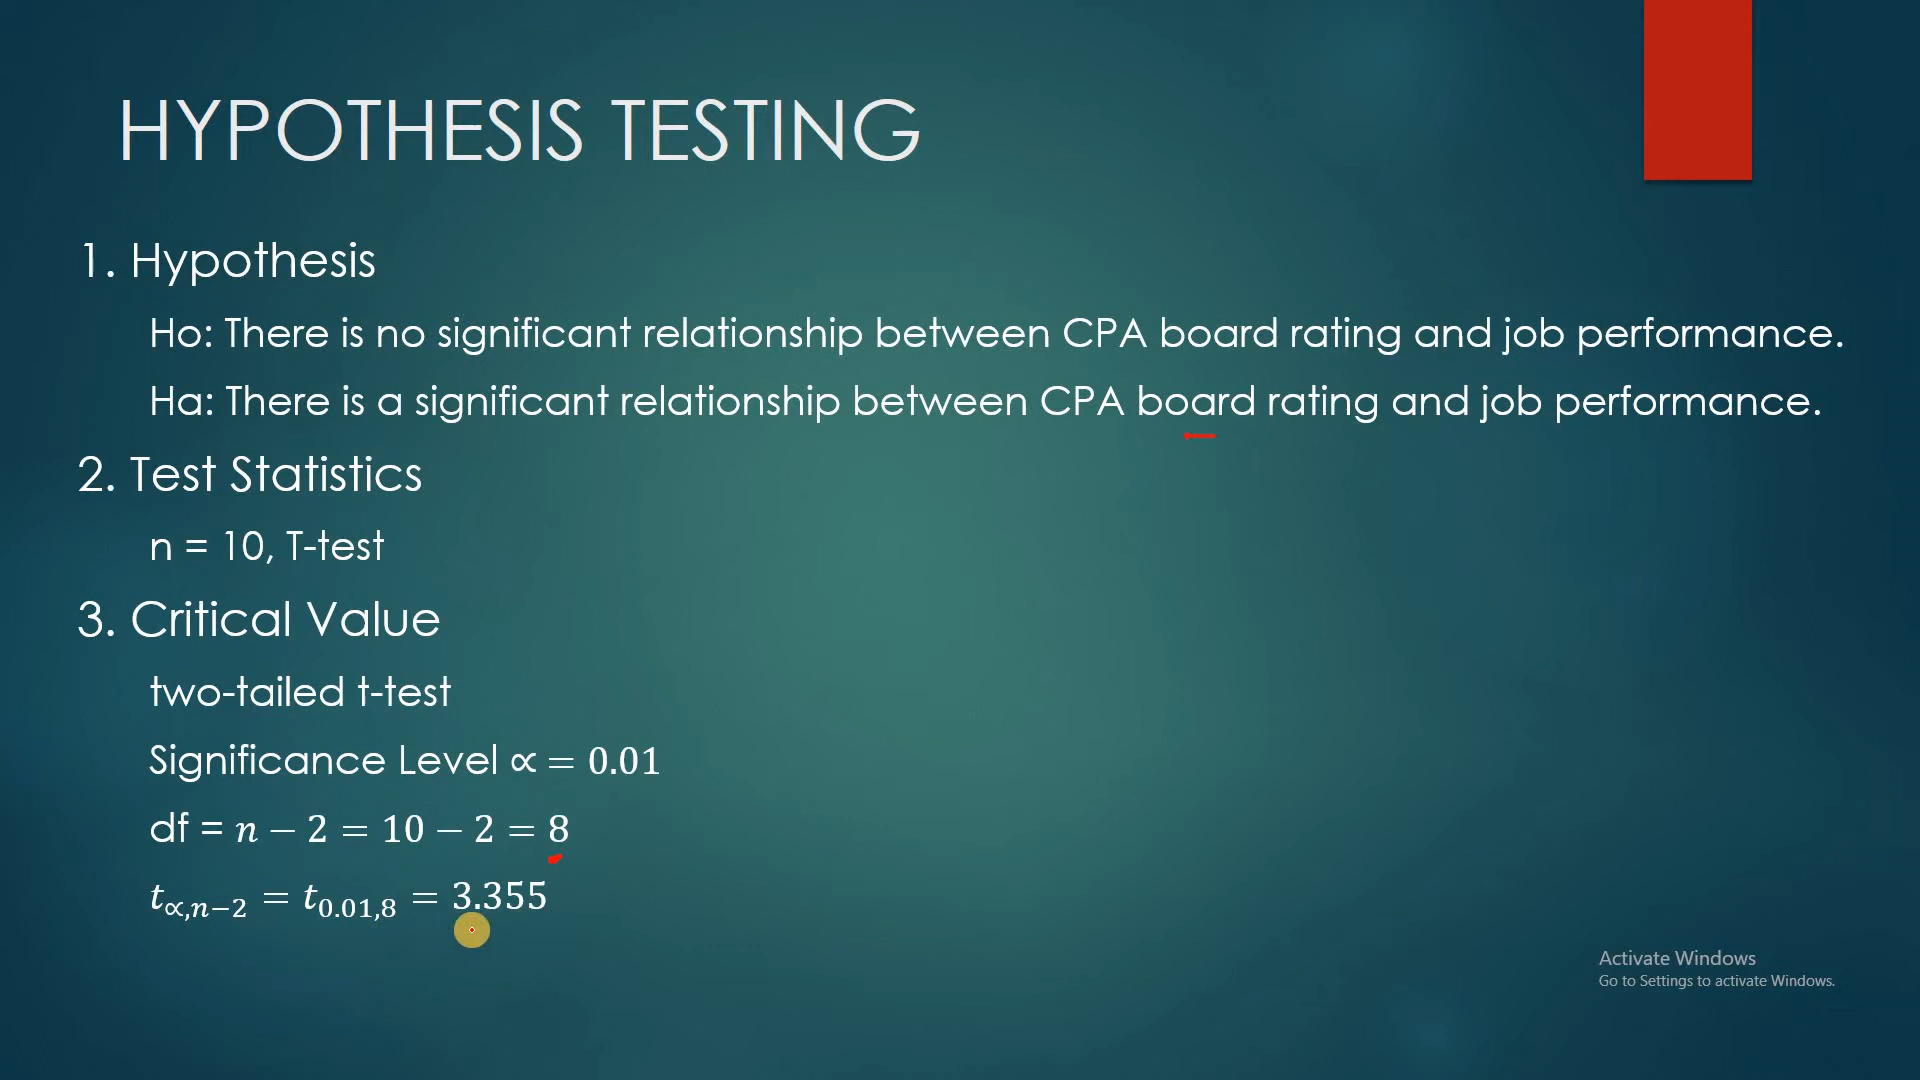 HYPOTHESIS TESTING
1. Hypothesis
Ho: There is no significant relationship between CPA board rating and job performance.
Ha: There is a significant relationship between CPA board rating and job performance.
2. Test Statistics
n = 10, T-test
3. Critical Value
two-tailed t-test
Significance Level ∝ = 0.01
df = n − 2 = 10 − 2 = 8
t∝,n−2 = t0.01,8 = 3.355
Activate Windows
Go to Settings to activate Windows.